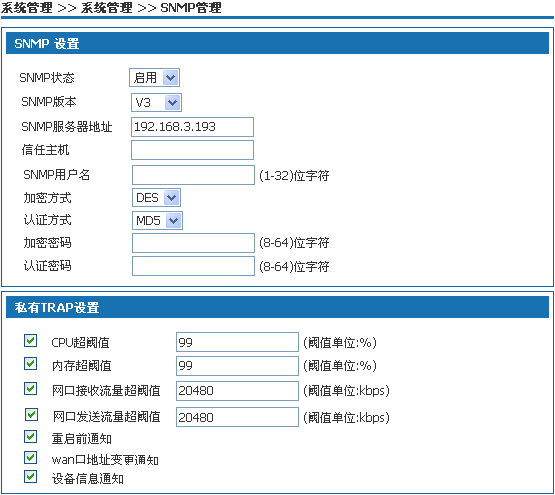 系统管理 >> 系统管理 >> SNMP管理
SNMP 设置
SNMP状态 启用
SNMP版本 V3
SNMP服务器地址 192.168.3.193
信任主机
SNMP用户名 (1-32)位字符
加密方式 DES
认证方式 MD5
加密密码 (8-64)位字符
认证密码 (8-64)位字符
私有TRAP设置
CPU超阈值 99 (阈值单位:%)
内存超阈值 99 (阈值单位:%)
网口接收流量超阈值 20480 (阈值单位:kbps)
网口发送流量超阈值 20480 (阈值单位:kbps)
重启前通知
wan口地址变更通知
设备信息通知